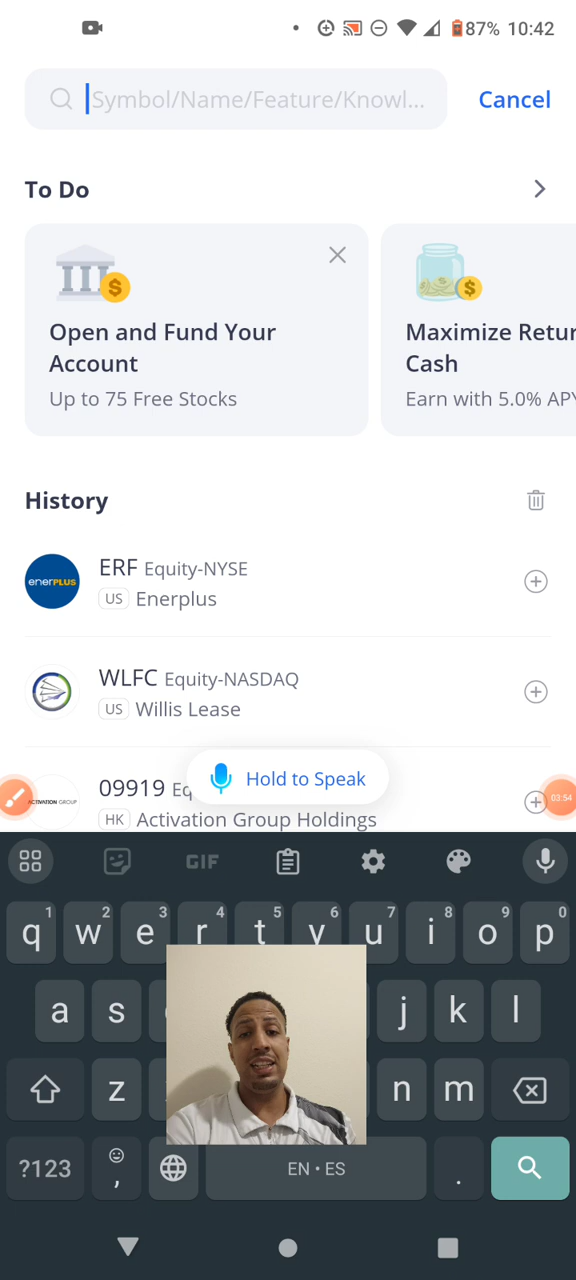 87% 10:42
Symbol/Name/Feature/Knowl...
Cancel
To Do
Open and Fund Your
Account
Up to 75 Free Stocks
Maximize Retur
Cash
Earn with 5.0% APY
History
enerPLUS
ERF Equity-NYSE
US Enerplus
WLFC Equity-NASDAQ
US Willis Lease
ACTIVATION GROUP
09919 Eq
HK Activation Group Holdings
Hold to Speak
03:54
GIF
q 1 w 2 e 3 r 4 t 5 y 6 u 7 i 8 o 9 p 0
a s j k l
z n m
?123 , EN • ES .